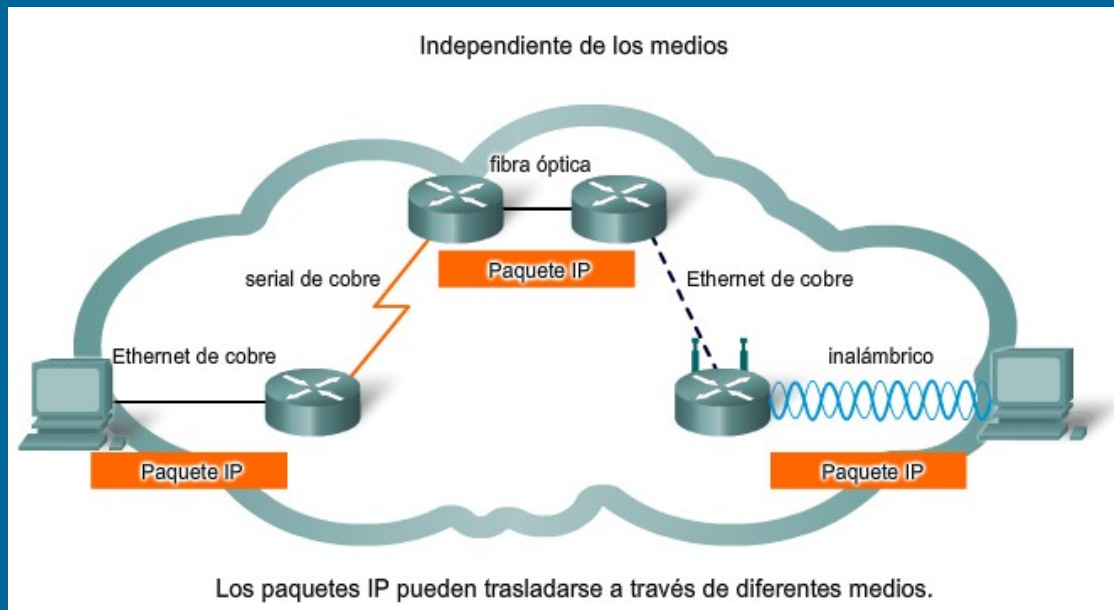 Independiente de los medios
fibra óptica
serial de cobre
Paquete IP
Ethernet de cobre
Ethernet de cobre
inalámbrico
Paquete IP
Paquete IP
Los paquetes IP pueden trasladarse a través de diferentes medios.